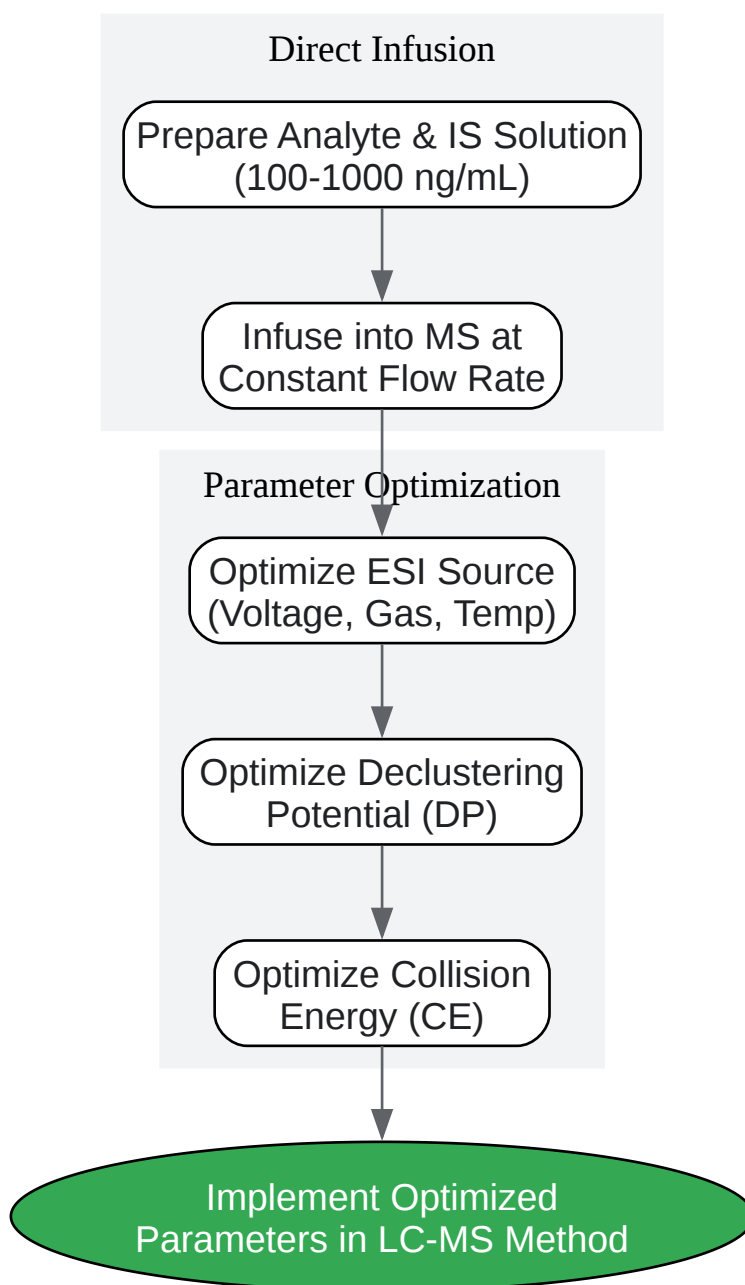 Direct Infusion
Prepare Analyte & IS Solution
(100-1000 ng/mL)
Infuse into MS at
Constant Flow Rate
Parameter Optimization
Optimize ESI Source
(Voltage, Gas, Temp)
Optimize Declustering
Potential (DP)
Optimize Collision
Energy (CE)
Implement Optimized
Parameters in LC-MS Method